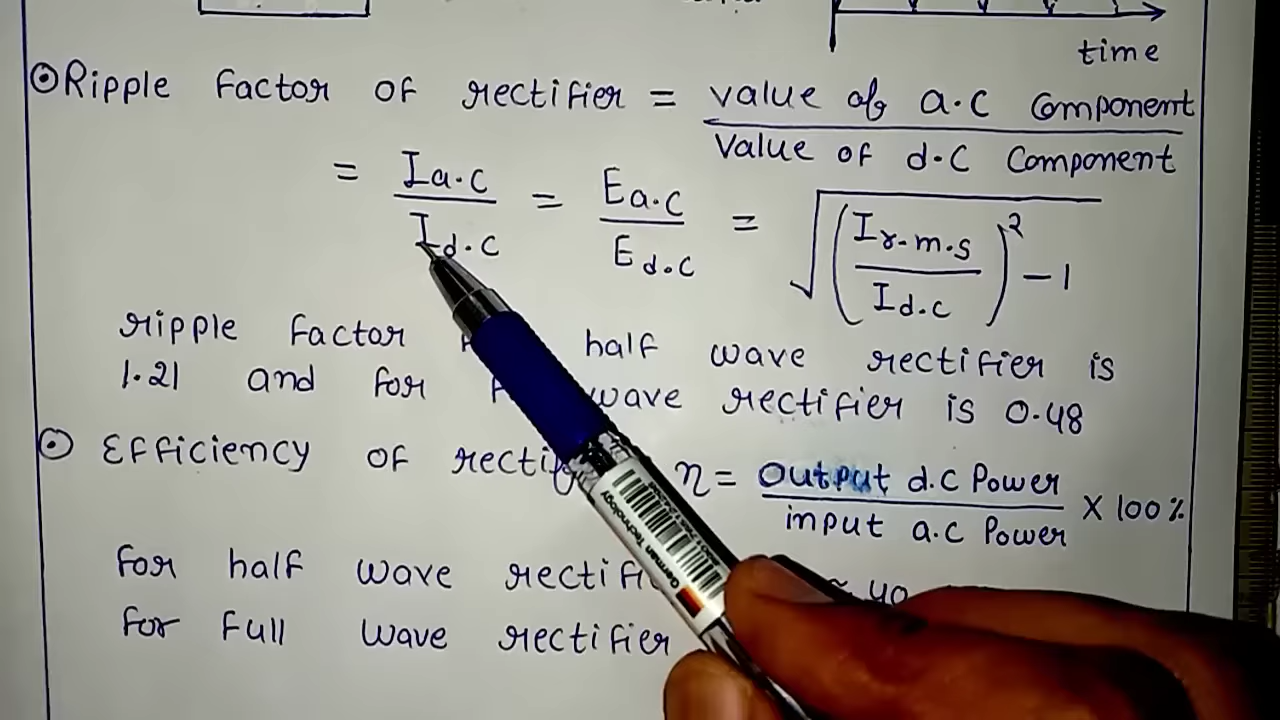 time
⊙Ripple factor of rectifier = value of a.c component / value of d.c component
= Ia.c / Id.c = Ea.c / Ed.c = √((Ir.m.s / Id.c)² - 1)
ripple factor half wave rectifier is
1.21 and for wave rectifier is 0.48
⊙ Efficiency of η = output d.c Power / input a.c Power × 100%
for half wave
for full wave rectifier
German Technology